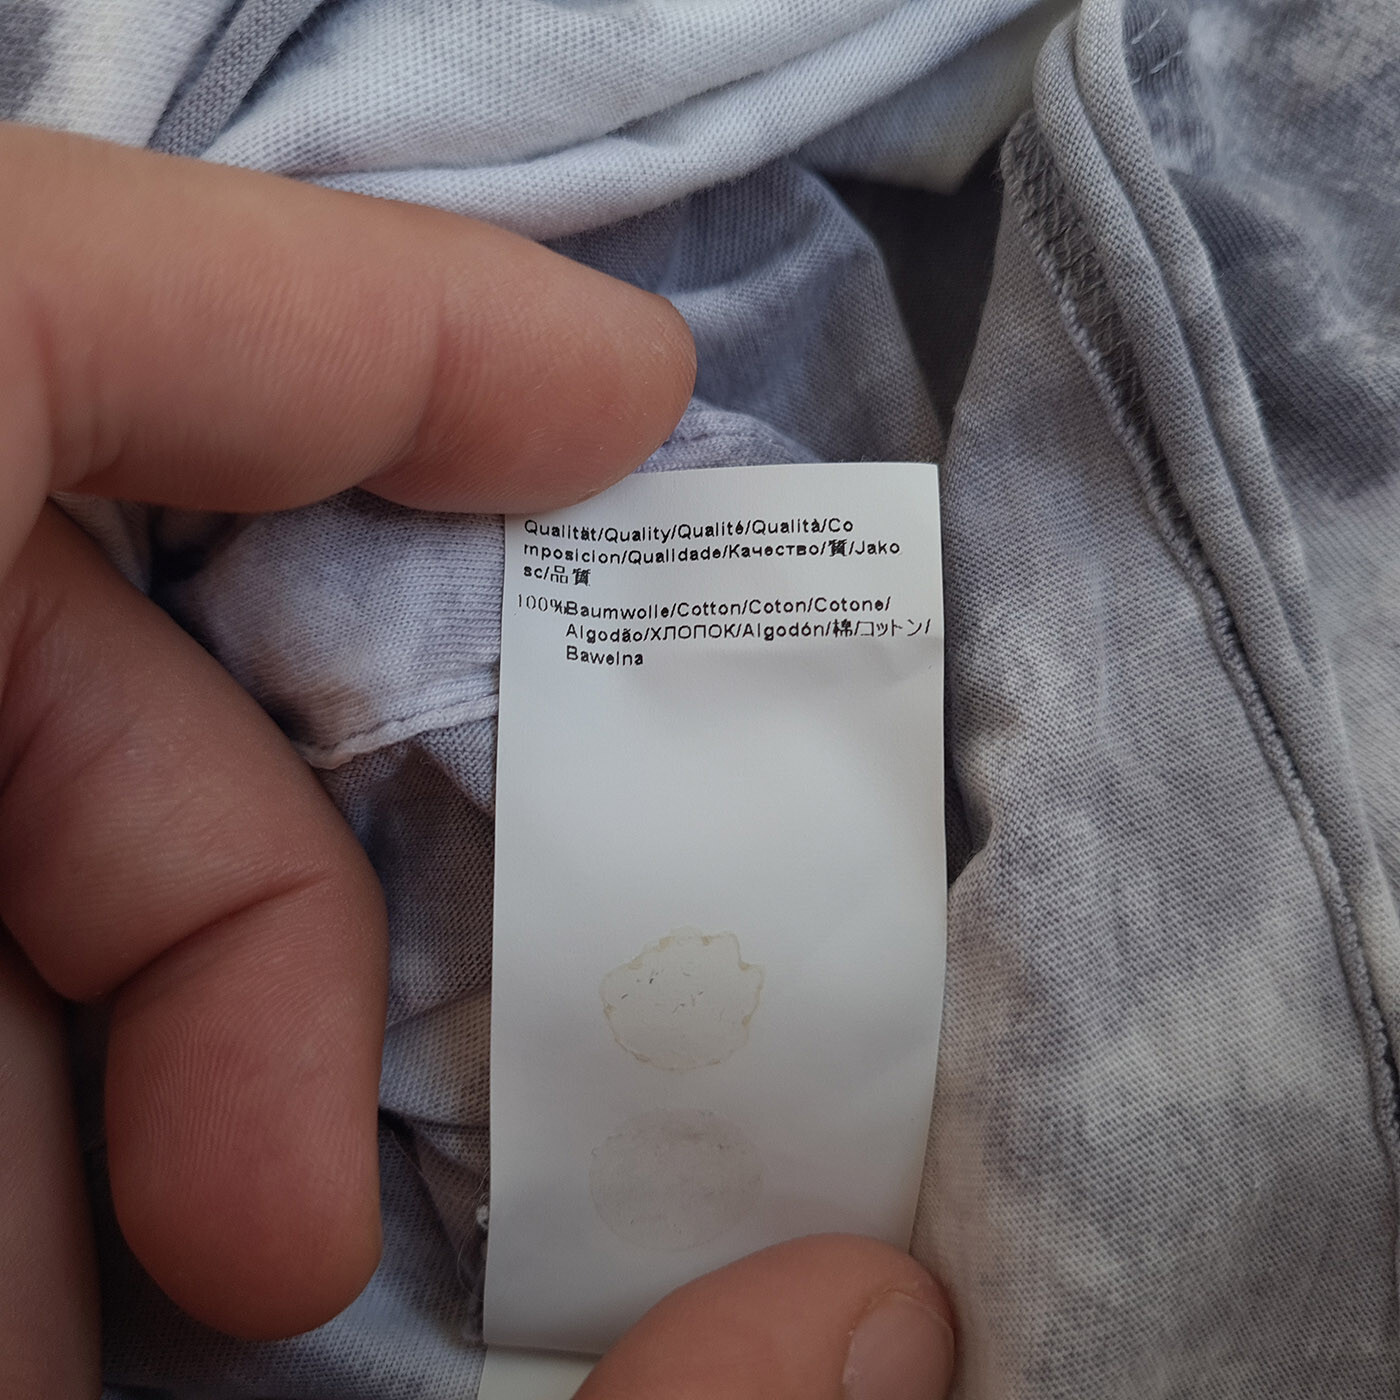 Qualität/Quality/Qualité/Qualità/Co
mposicion/Qualidade/Качество/質/Jako
sc/品質
100%Baumwolle/Cotton/Coton/Cotone/
Algodão/ХЛОПОК/Algodón/棉/コットン/
Bawelna